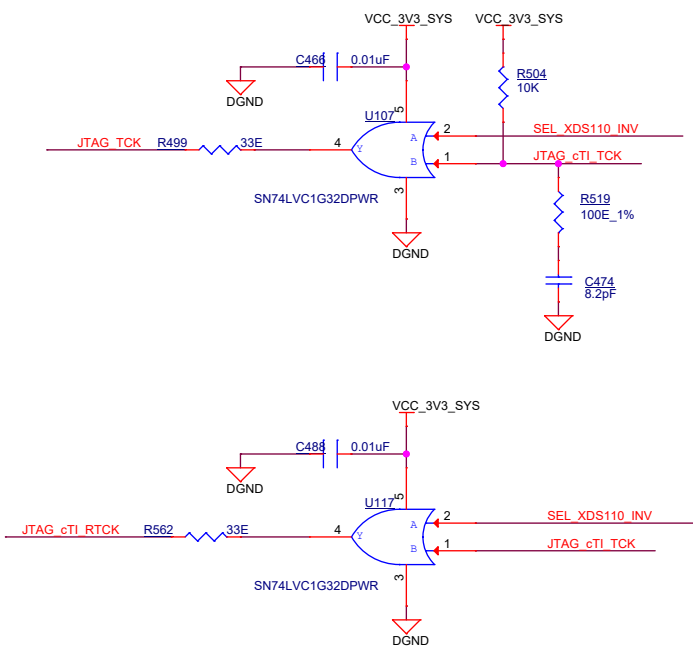 VCC_3V3_SYS VCC_3V3_SYS
C466 0.01uF
R504
10K
DGND
5
U107
JTAG_TCK R499 33E 4 Y A 2 SEL_XDS110_INV
B 1 JTAG_cTI_TCK
3
SN74LVC1G32DPWR
R519
100E_1%
DGND
C474
8.2pF
DGND
VCC_3V3_SYS
C488 0.01uF
DGND
5
U117
JTAG_cTI_RTCK R562 33E 4 Y A 2 SEL_XDS110_INV
B 1 JTAG_cTI_TCK
3
SN74LVC1G32DPWR
DGND